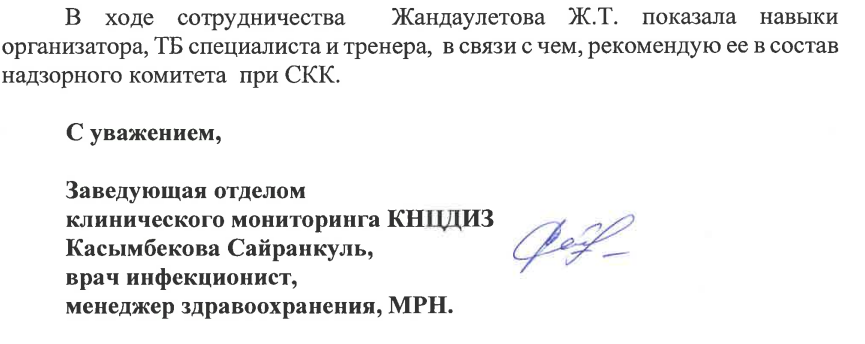 В ходе сотрудничества Жандаулетова Ж.Т. показала навыки
организатора, ТБ специалиста и тренера, в связи с чем, рекомендую ее в состав
надзорного комитета при СКК.
С уважением,
Заведующая отделом
клинического мониторинга КНЦДИЗ
Касымбекова Сайранкуль,
врач инфекционист,
менеджер здравоохранения, МРН.